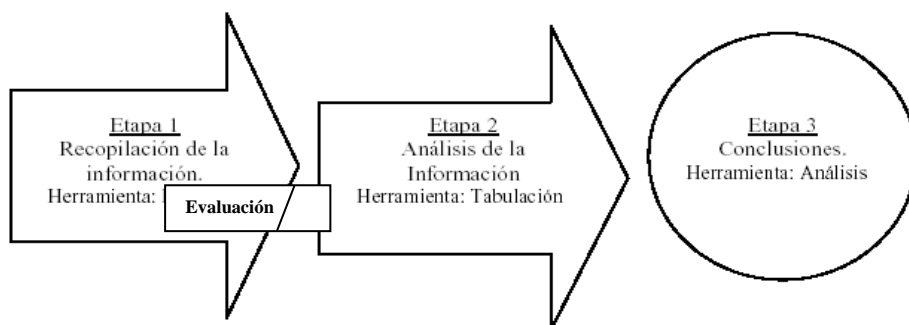 Etapa 1
Recopilación de la
información.
Herramienta:
Evaluación
Etapa 2
Análisis de la
Información
Herramienta: Tabulación
Etapa 3
Conclusiones.
Herramienta: Análisis